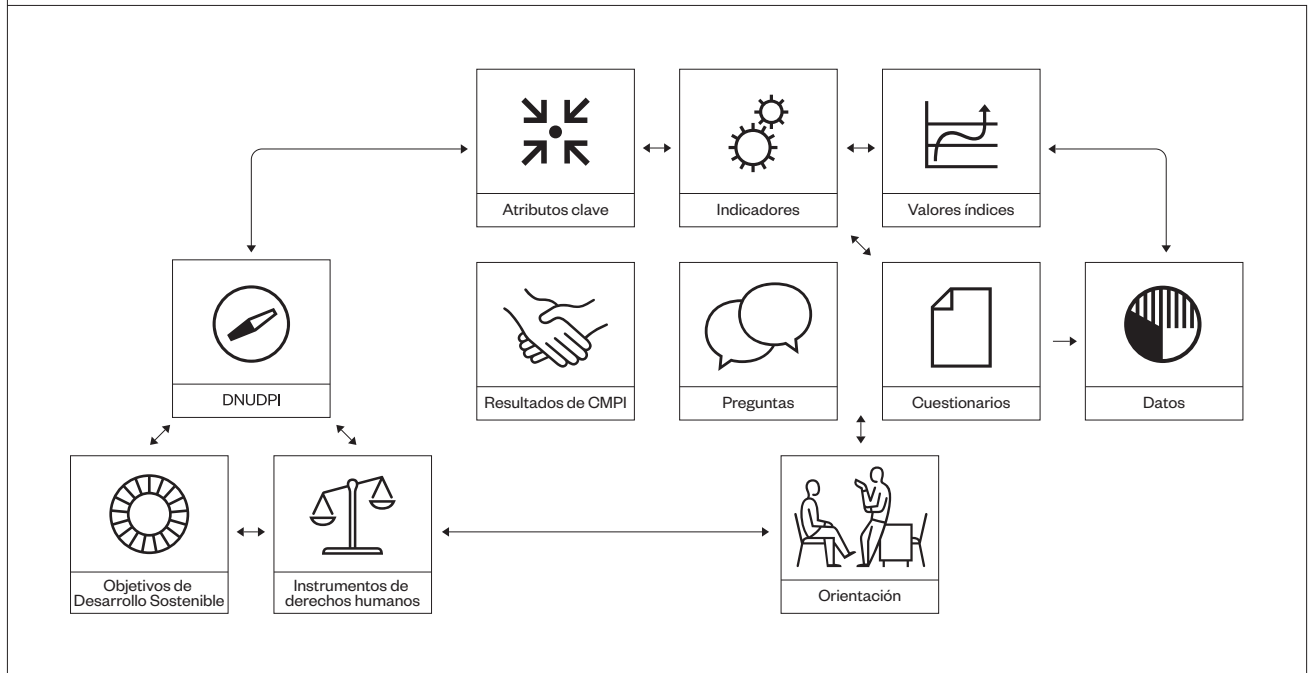 Atributos clave
Indicadores
Valores índices
DNUDPI
Resultados de CMPI
Preguntas
Cuestionarios
Datos
Objetivos de
Desarrollo Sostenible
Instrumentos de
derechos humanos
Orientación